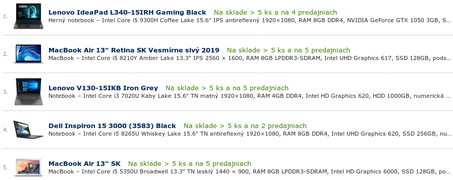 1. Lenovo IdeaPad L340-15IRH Gaming Black Na sklade > 5 ks a na 4 predajniach
Herný notebook – Intel Core i5 9300H Coffee Lake 15.6" IPS antireflexný 1920×1080, RAM 8GB DDR4, NVIDIA GeForce GTX 1050 3GB, S...
2. MacBook Air 13" Retina SK Vesmírne sivý 2019 Na sklade > 5 ks a na 5 predajniach
MacBook – Intel Core i5 8210Y Amber Lake 13.3" IPS 2560 × 1600, RAM 8GB LPDDR3-SDRAM, Intel UHD Graphics 617, SSD 128GB, pods...
3. Lenovo V130-15IKB Iron Grey Na sklade > 5 ks a na 5 predajniach
Notebook – Intel Core i3 7020U Kaby Lake 15.6" TN matný 1920×1080, RAM 4GB DDR4, Intel HD Graphics 620, HDD 1000GB, numerická ...
4. Dell Inspiron 15 3000 (3583) Black Na sklade > 5 ks a na 2 predajniach
Notebook – Intel Core i5 8265U Whiskey Lake 15.6" TN antireflexný 1920×1080, RAM 8GB DDR4, Intel UHD Graphics 620, SSD 256GB, nu...
5. MacBook Air 13" SK Na sklade > 5 ks a na 5 predajniach
MacBook – Intel Core i5 5350U Broadwell 13.3" TN lesklý 1440 × 900, RAM 8GB LPDDR3-SDRAM, Intel HD Graphics 6000, SSD 128GB, po...